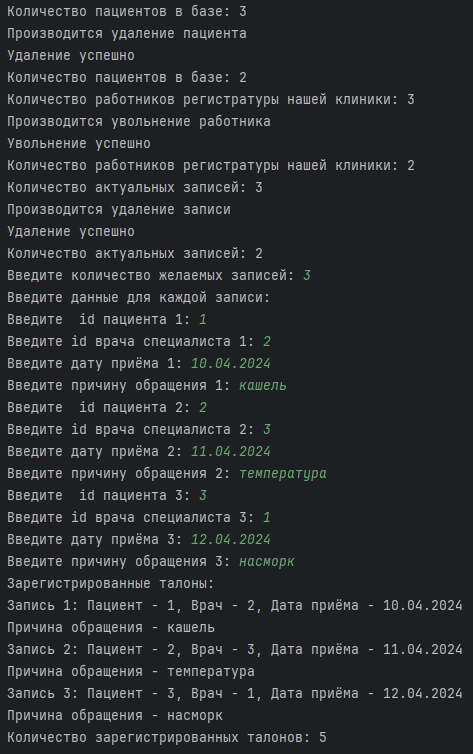 Количество пациентов в базе: 3
Производится удаление пациента
Удаление успешно
Количество пациентов в базе: 2
Количество работников регистратуры нашей клиники: 3
Производится увольнение работника
Увольнение успешно
Количество работников регистратуры нашей клиники: 2
Количество актуальных записей: 3
Производится удаление записи
Удаление успешно
Количество актуальных записей: 2
Введите количество желаемых записей: 3
Введите данные для каждой записи:
Введите  id пациента 1: 1
Введите id врача специалиста 1: 2
Введите дату приёма 1: 10.04.2024
Введите причину обращения 1: кашель
Введите  id пациента 2: 2
Введите id врача специалиста 2: 3
Введите дату приёма 2: 11.04.2024
Введите причину обращения 2: температура
Введите  id пациента 3: 3
Введите id врача специалиста 3: 1
Введите дату приёма 3: 12.04.2024
Введите причину обращения 3: насморк
Зарегистрированные талоны:
Запись 1: Пациент - 1, Врач - 2, Дата приёма - 10.04.2024
Причина обращения - кашель
Запись 2: Пациент - 2, Врач - 3, Дата приёма - 11.04.2024
Причина обращения - температура
Запись 3: Пациент - 3, Врач - 1, Дата приёма - 12.04.2024
Причина обращения - насморк
Количество зарегистрированных талонов: 5